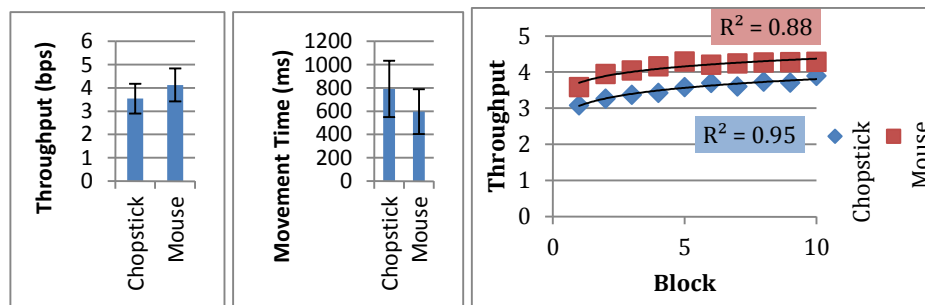 Throughput (bps)
6
5
4
3
2
1
0
Chopstick
Mouse
Movement Time (ms)
1200
1000
800
600
400
200
0
Chopstick
Mouse
Throughput
5
4
3
2
1
0
R² = 0.88
R² = 0.95
Chopstick
Mouse
0 5 10
Block